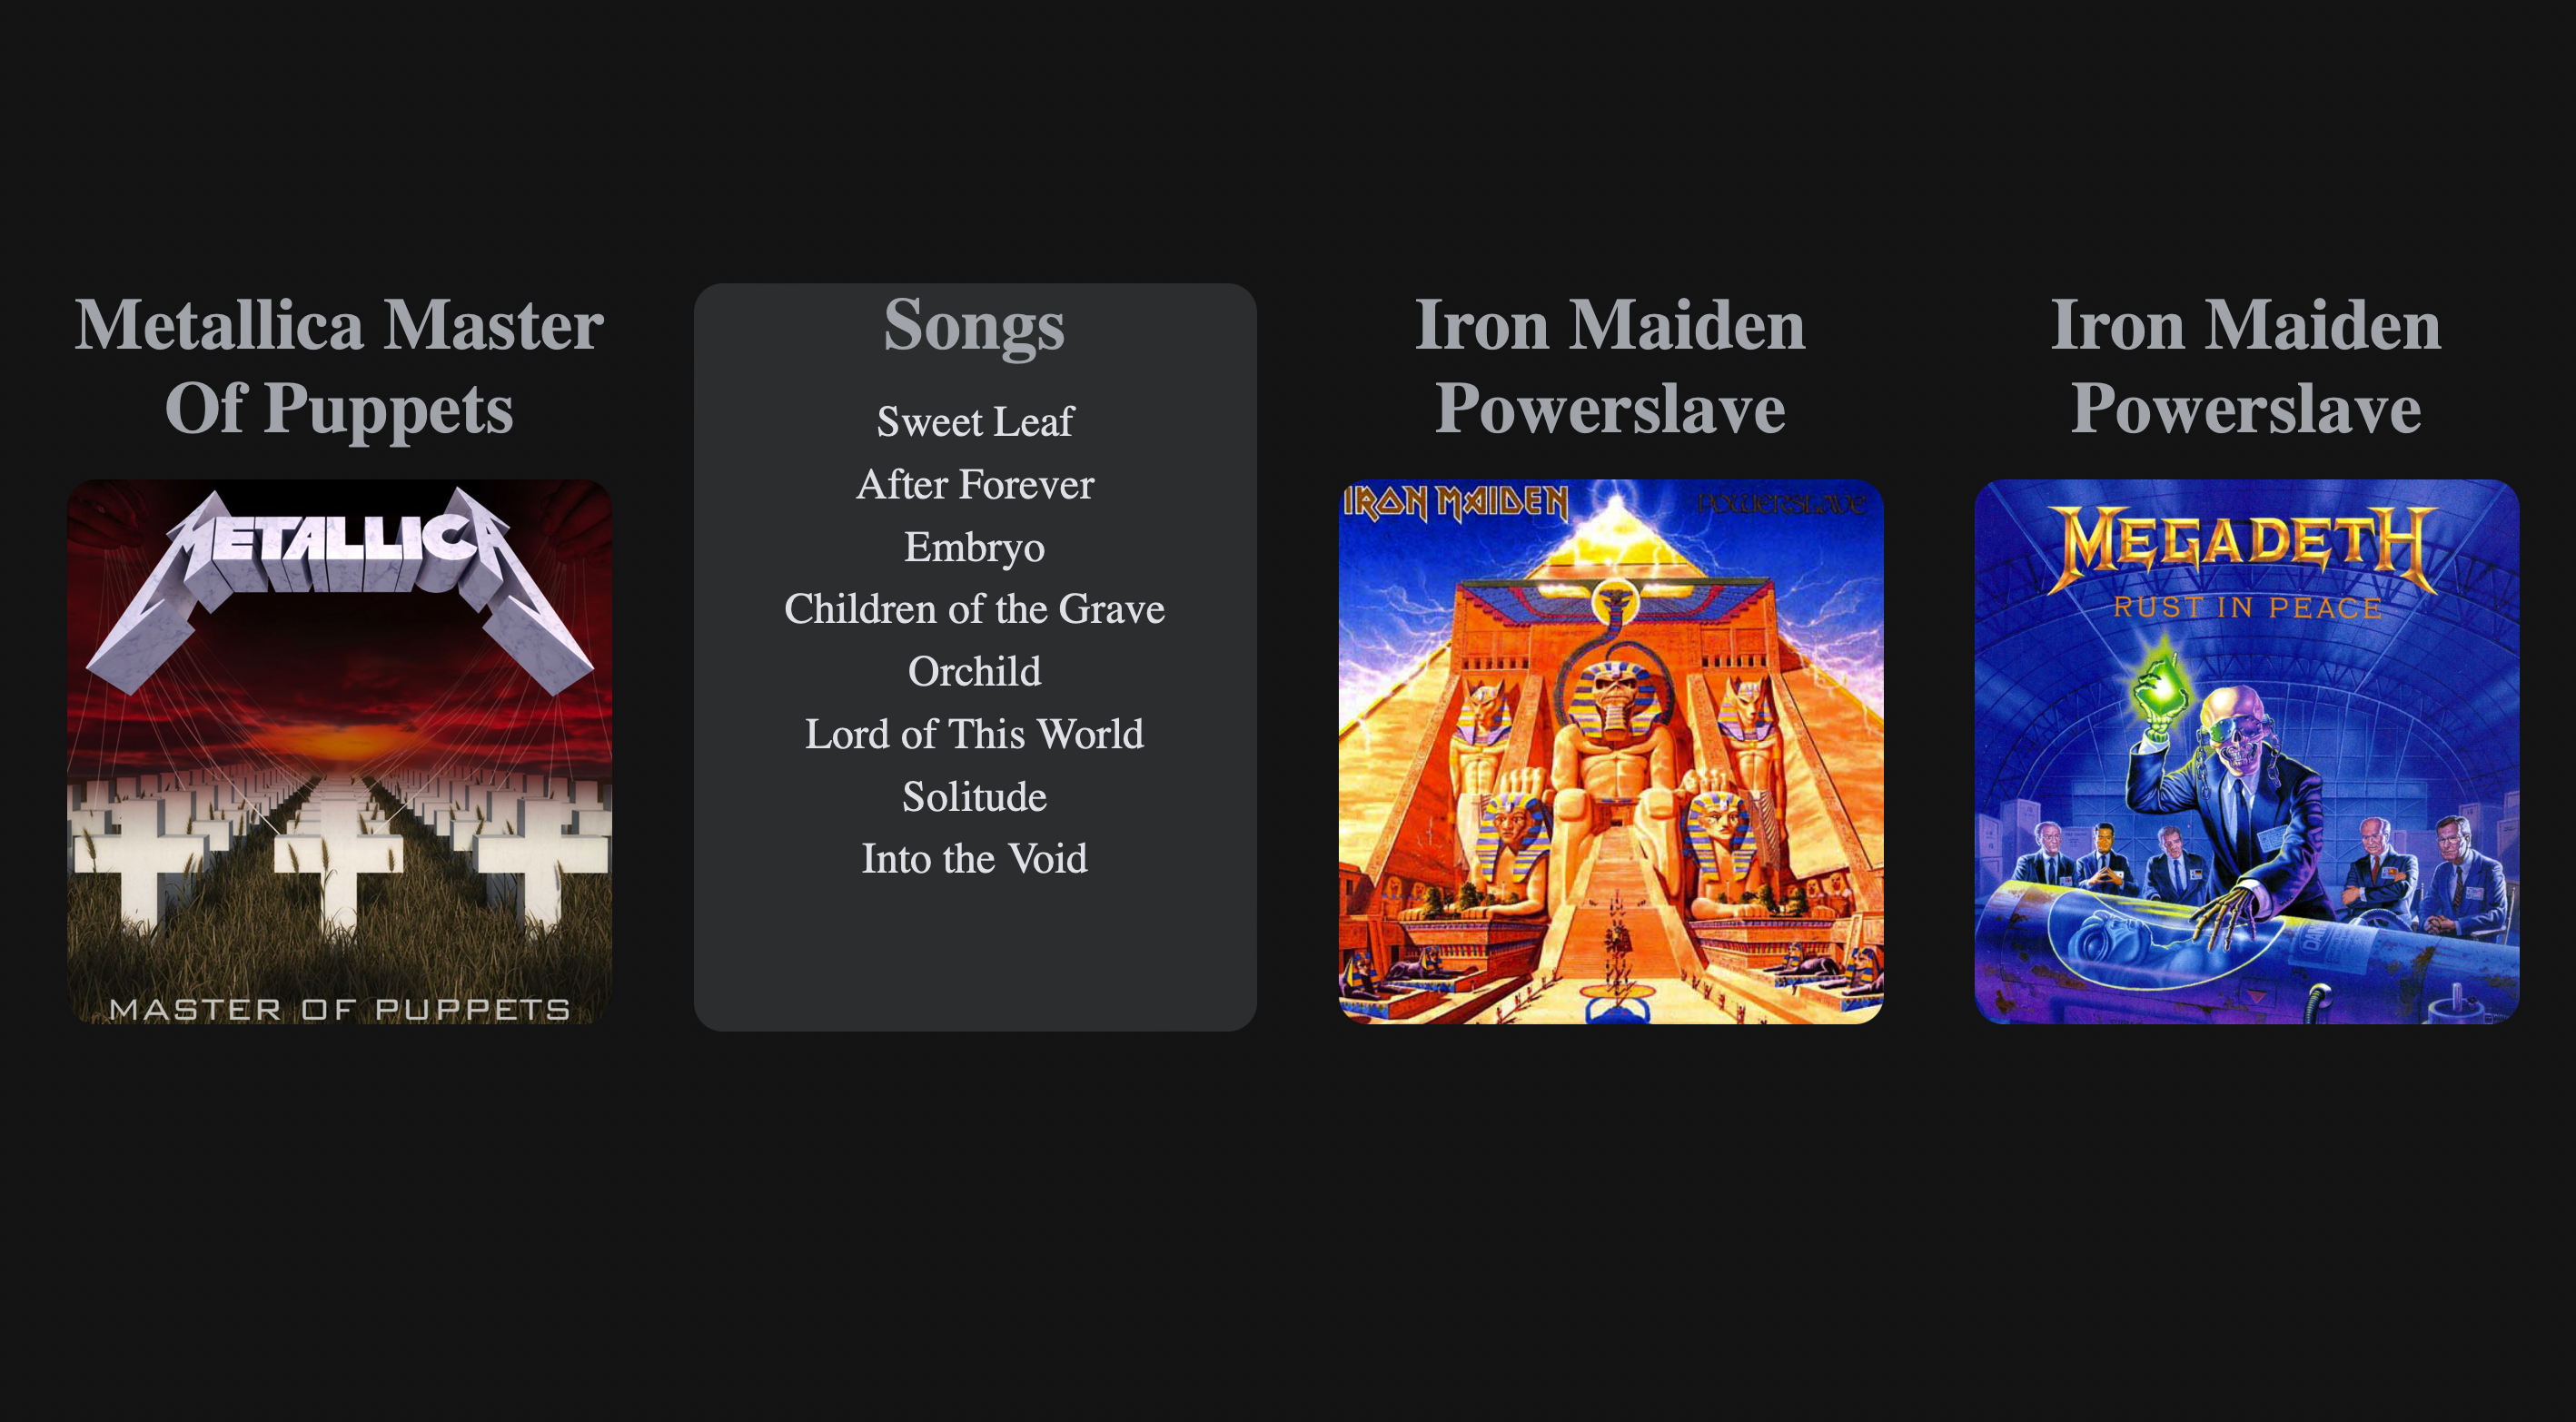 Metallica Master
Of Puppets
METALLICA
MASTER OF PUPPETS
Songs
Sweet Leaf
After Forever
Embryo
Children of the Grave
Orchild
Lord of This World
Solitude
Into the Void
Iron Maiden
Powerslave
IRON MAIDEN
POWERSLAVE
Iron Maiden
Powerslave
MEGADETH
RUST IN PEACE